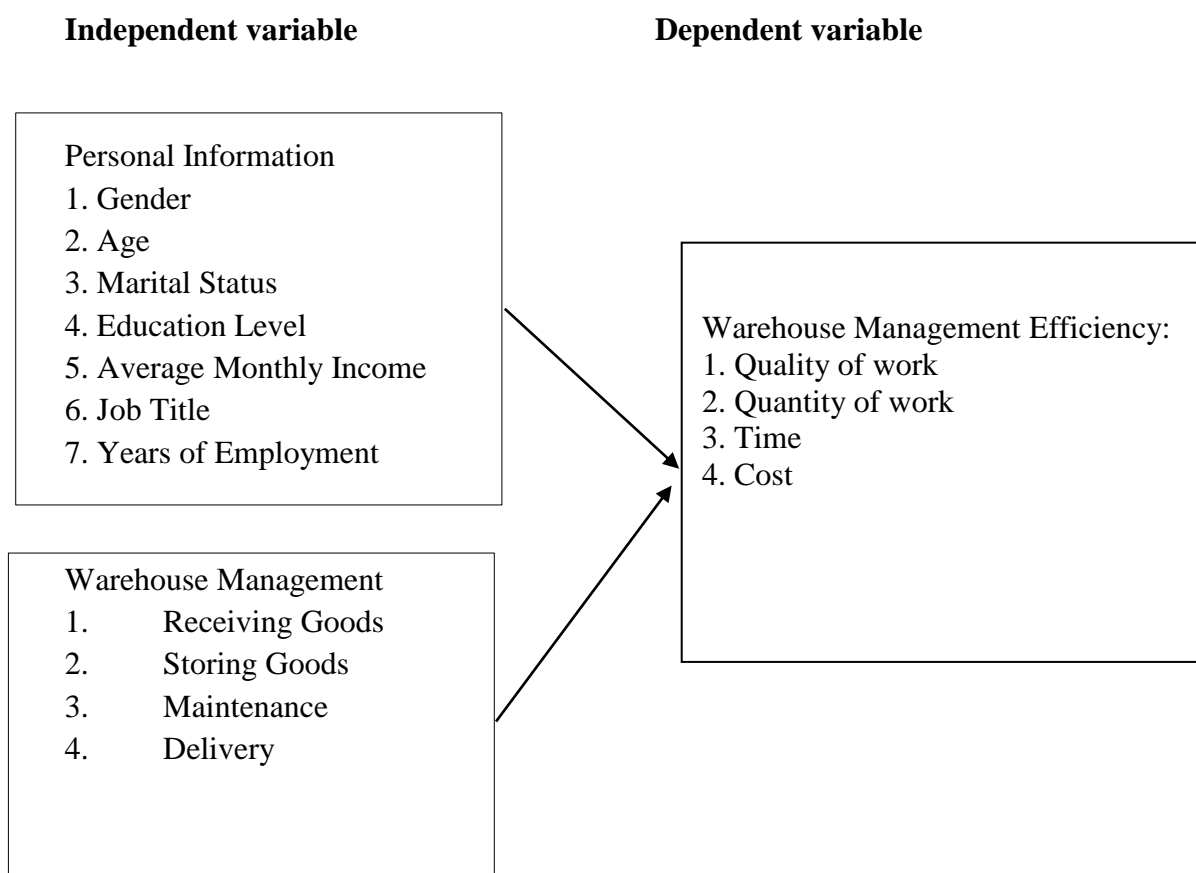 Independent variable
Dependent variable
Personal Information
1. Gender
2. Age
3. Marital Status
4. Education Level
5. Average Monthly Income
6. Job Title
7. Years of Employment
Warehouse Management
1. Receiving Goods
2. Storing Goods
3. Maintenance
4. Delivery
Warehouse Management Efficiency:
1. Quality of work
2. Quantity of work
3. Time
4. Cost